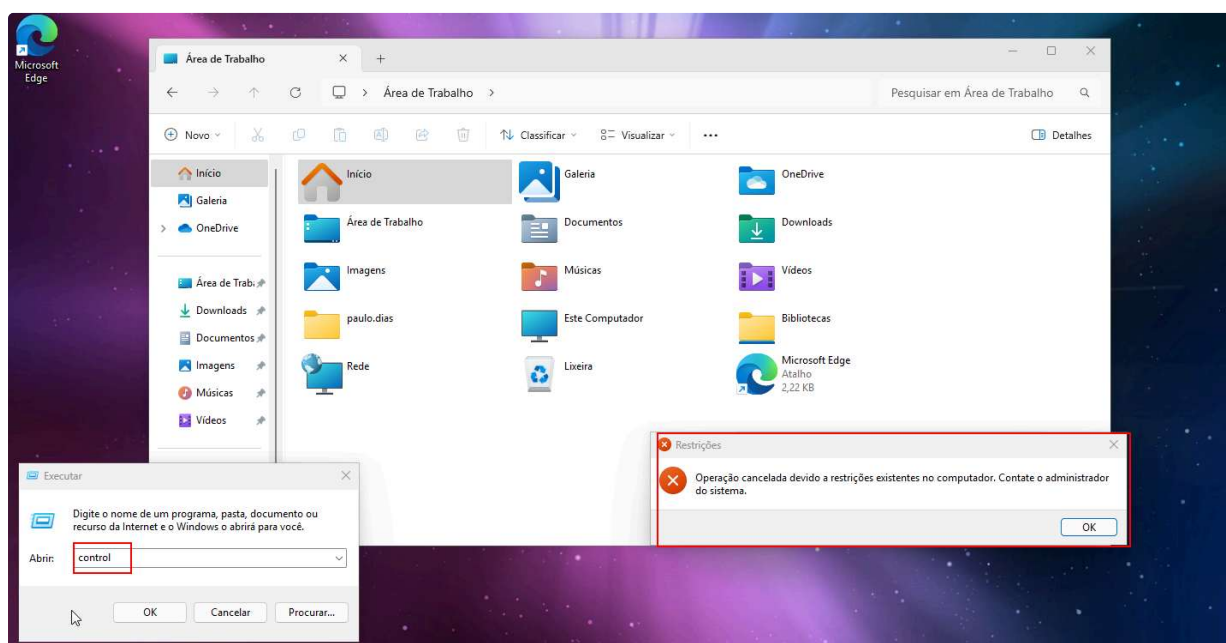 Microsoft
Edge
Área de Trabalho
Área de Trabalho
Pesquisar em Área de Trabalho
Novo
Classificar
Visualizar
Detalhes
Início
Galeria
OneDrive
Área de Trab
Downloads
Documentos
Imagens
Músicas
Vídeos
Início
Galeria
OneDrive
Área de Trabalho
Documentos
Downloads
Imagens
Músicas
Vídeos
paulo.dias
Este Computador
Bibliotecas
Rede
Lixeira
Microsoft Edge
Atalho
2,22 KB
Executar
Digite o nome de um programa, pasta, documento ou
recurso da Internet e o Windows o abrirá para você.
Abrir:
control
OK
Cancelar
Procurar...
Restrições
Operação cancelada devido a restrições existentes no computador. Contate o administrador
do sistema.
OK